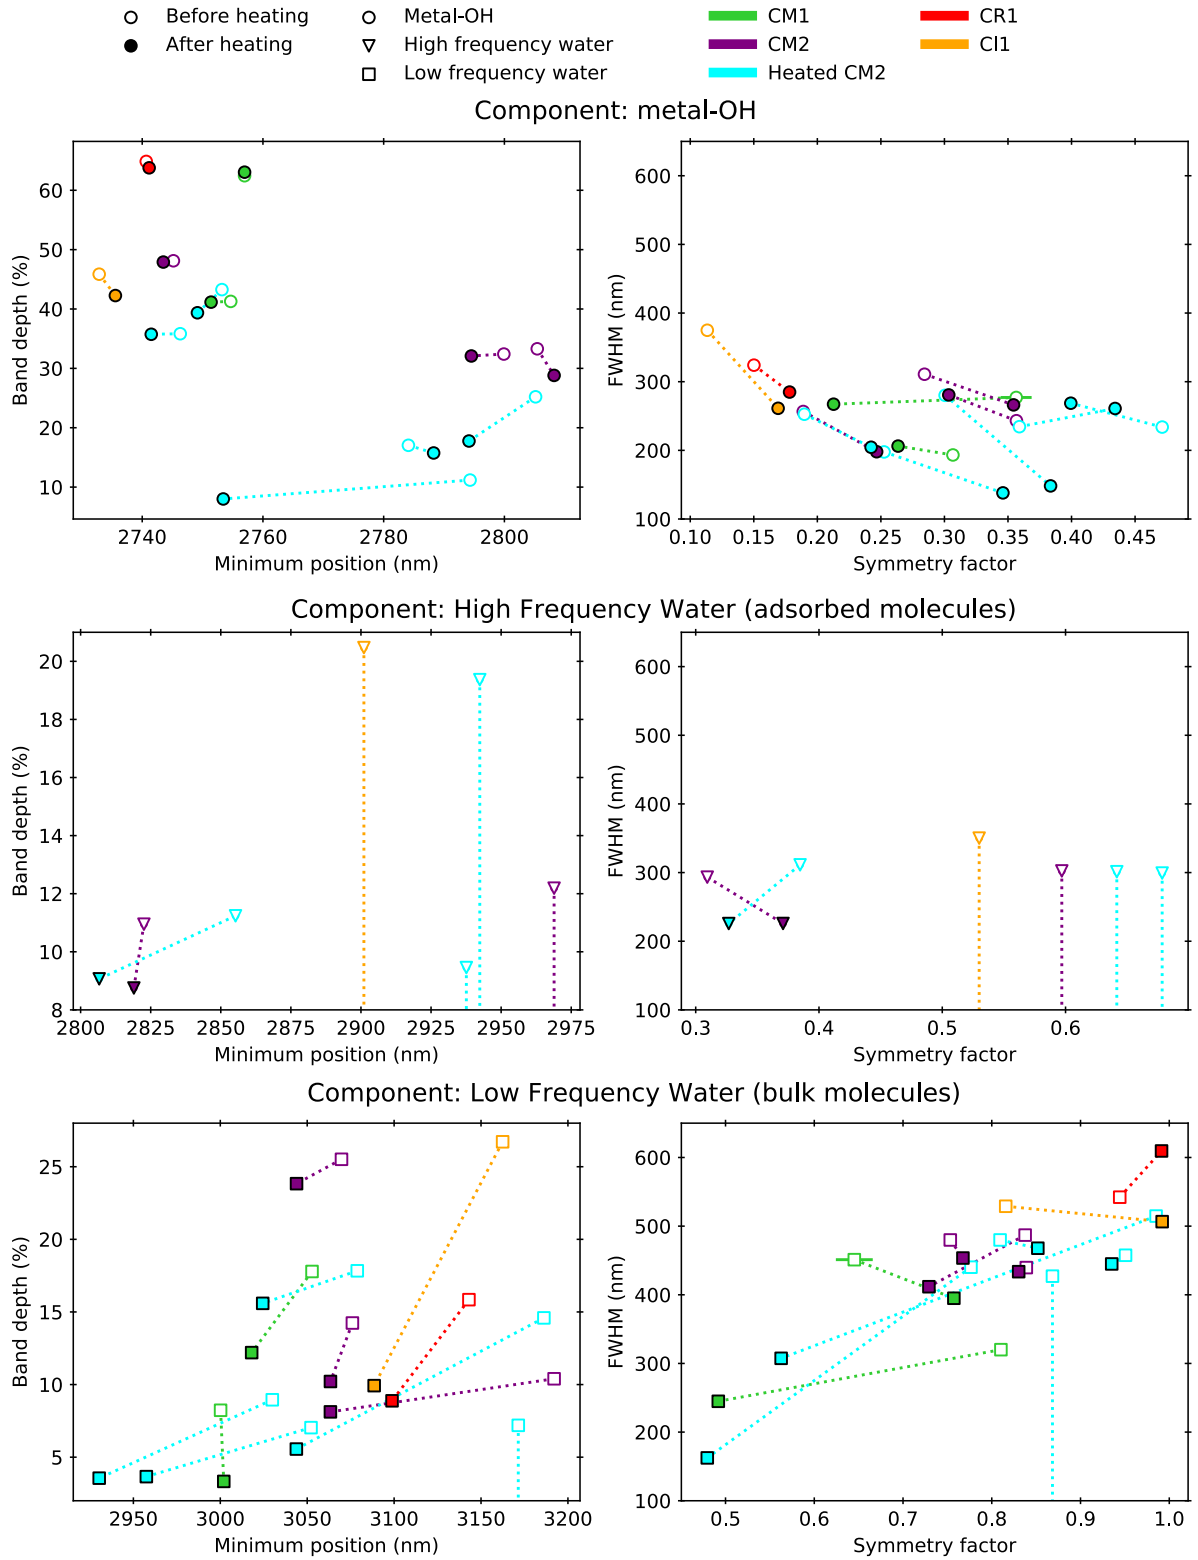 Before heating Metal-OH CM1 CR1
After heating High frequency water CM2 Cl1
Low frequency water Heated CM2
Component: metal-OH
60
50
40
30
20
10
Band depth (%)
2740 2760 2780 2800
Minimum position (nm)
600
500
400
300
200
100
FWHM (nm)
0.10 0.15 0.20 0.25 0.30 0.35 0.40 0.45
Symmetry factor
Component: High Frequency Water (adsorbed molecules)
20
18
16
14
12
10
8
Band depth (%)
2800 2825 2850 2875 2900 2925 2950 2975
Minimum position (nm)
600
500
400
300
200
100
FWHM (nm)
0.3 0.4 0.5 0.6
Symmetry factor
Component: Low Frequency Water (bulk molecules)
25
20
15
10
5
Band depth (%)
2950 3000 3050 3100 3150 3200
Minimum position (nm)
600
500
400
300
200
100
FWHM (nm)
0.5 0.6 0.7 0.8 0.9 1.0
Symmetry factor